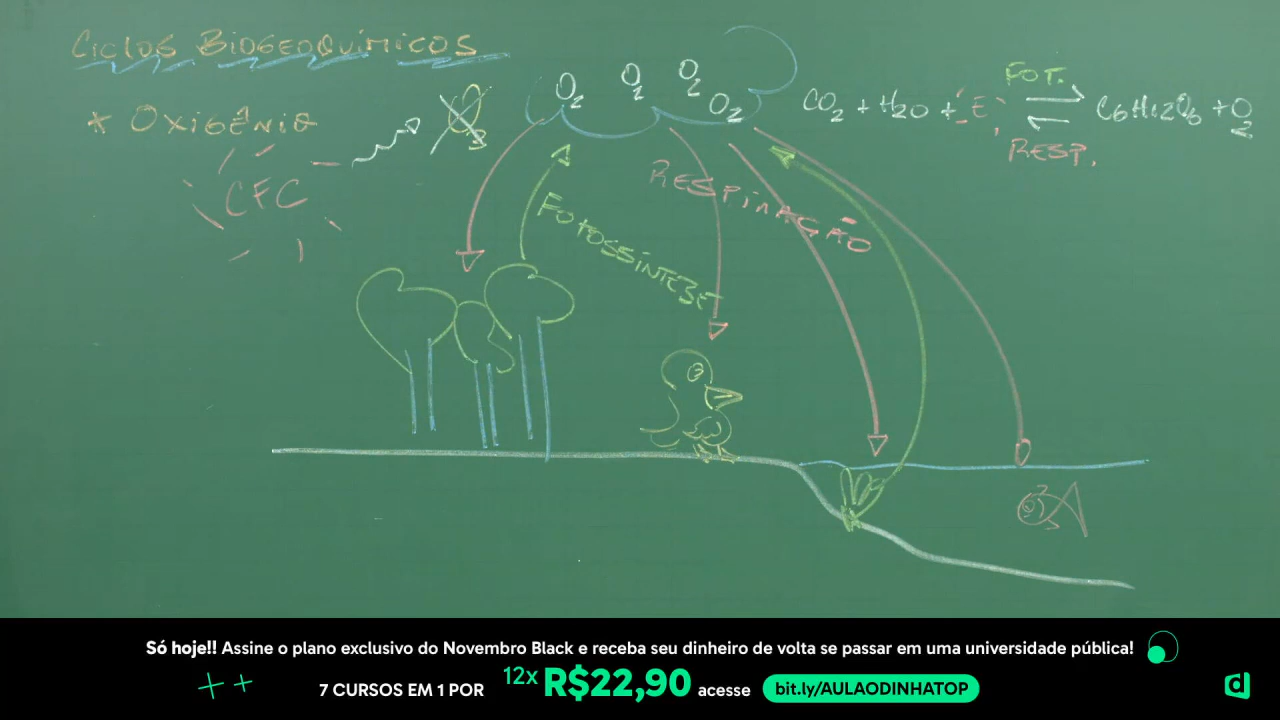 CICLOS BIOGEOQUÍMICOS
* OXIGÊNIO
CFC
O3
O2 O2 O2 O2
CO2 + H2O + E
FOT.
RESP.
C6H12O6 + O2
FOTOSSÍNTESE
RESPIRAÇÃO
Só hoje!! Assine o plano exclusivo do Novembro Black e receba seu dinheiro de volta se passar em uma universidade pública!
7 CURSOS EM 1 POR 12x R$22,90 acesse bit.ly/AULAODINHATOP
d